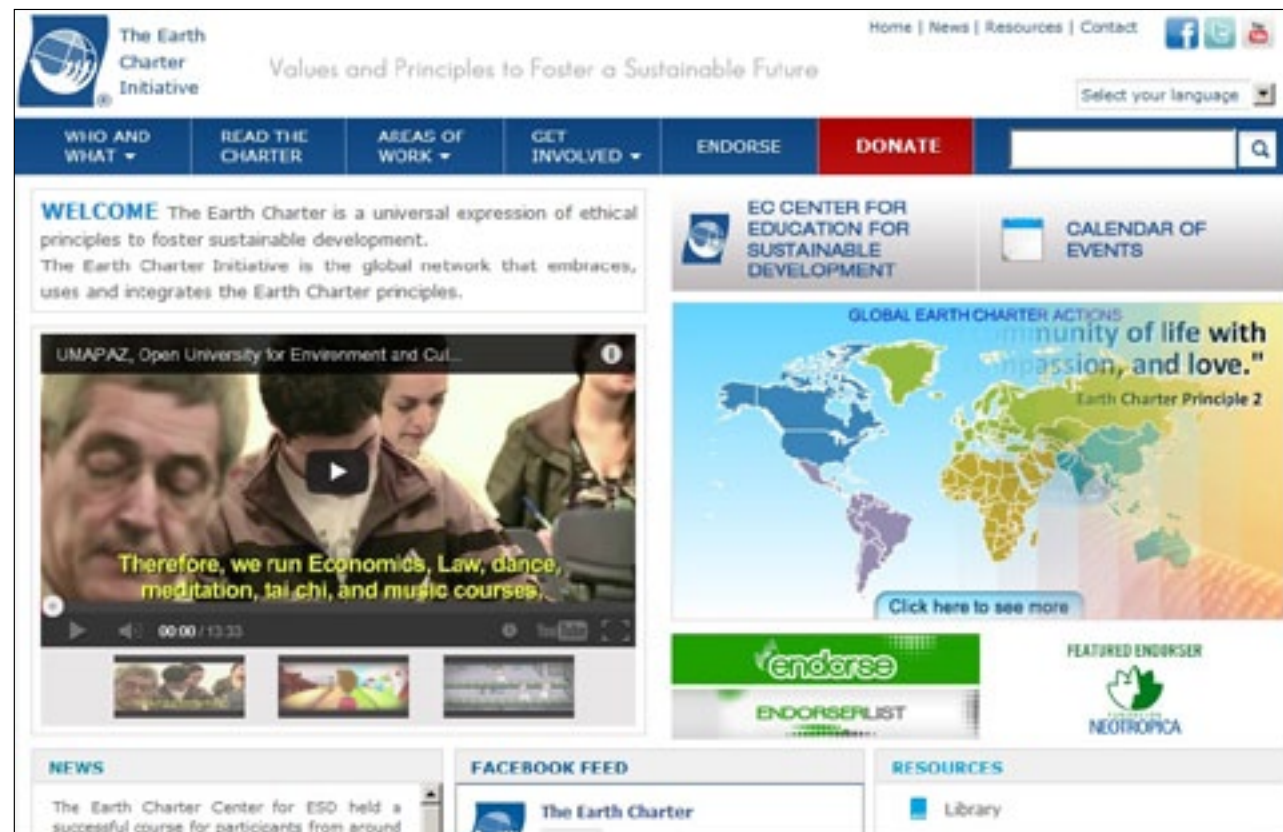 The Earth
Charter
Initiative
®
Values and Principles to Foster a Sustainable Future
Home | News | Resources | Contact
Select your language
WHO AND
WHAT
READ THE
CHARTER
AREAS OF
WORK
GET
INVOLVED
ENDORSE
DONATE
WELCOME The Earth Charter is a universal expression of ethical
principles to foster sustainable development.
The Earth Charter Initiative is the global network that embraces,
uses and integrates the Earth Charter principles.
EC CENTER FOR
EDUCATION FOR
SUSTAINABLE
DEVELOPMENT
CALENDAR OF
EVENTS
UMAPAZ, Open University for Environment and Cul...
Therefore, we run Economics, Law, dance,
meditation, tai chi, and music courses.
00:00 / 13:33
YouTube
GLOBAL EARTH CHARTER ACTIONS
munity of life with
mpassion, and love."
Earth Charter Principle 2
Click here to see more
endorse
ENDORSERLIST
FEATURED ENDORSER
FUNDACIÓN
NEOTROPICA
NEWS
The Earth Charter Center for ESD held a
successful course for participants from around
FACEBOOK FEED
The Earth Charter
RESOURCES
Library